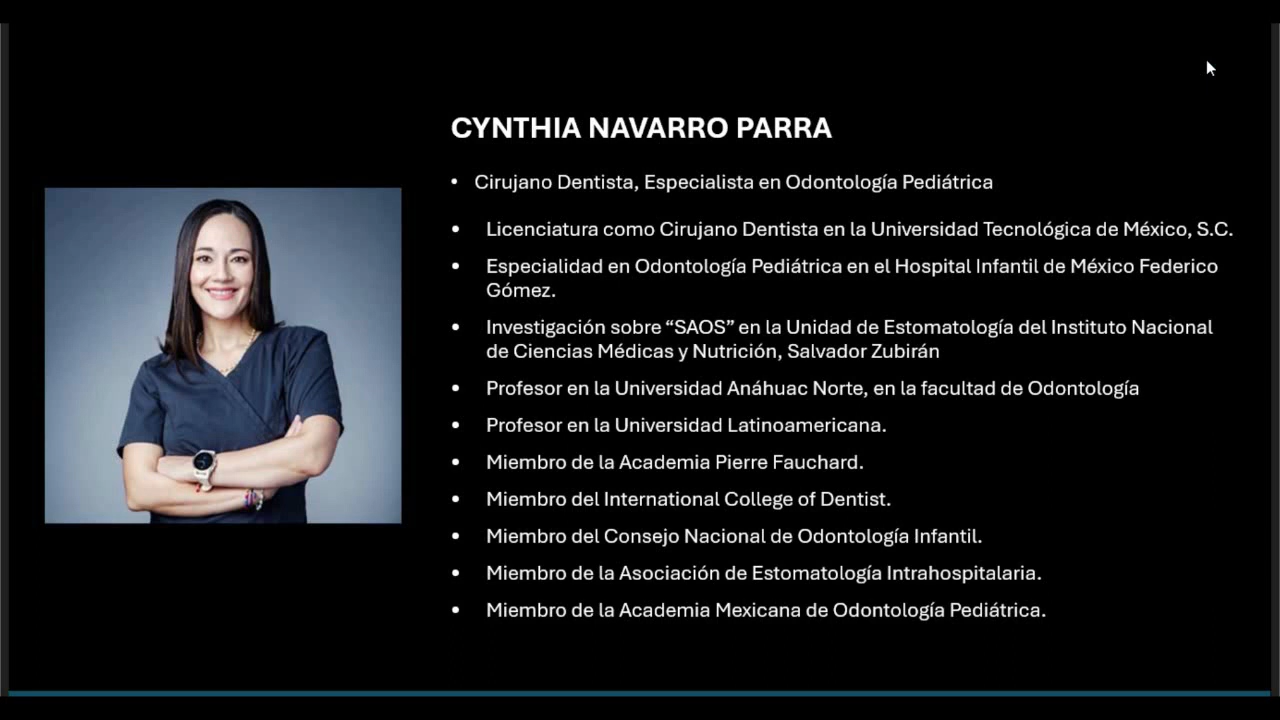 CYNTHIA NAVARRO PARRA
• Cirujano Dentista, Especialista en Odontología Pediátrica
• Licenciatura como Cirujano Dentista en la Universidad Tecnológica de México, S.C.
• Especialidad en Odontología Pediátrica en el Hospital Infantil de México Federico
Gómez.
• Investigación sobre “SAOS” en la Unidad de Estomatología del Instituto Nacional
de Ciencias Médicas y Nutrición, Salvador Zubirán
• Profesor en la Universidad Anáhuac Norte, en la facultad de Odontología
• Profesor en la Universidad Latinoamericana.
• Miembro de la Academia Pierre Fauchard.
• Miembro del International College of Dentist.
• Miembro del Consejo Nacional de Odontología Infantil.
• Miembro de la Asociación de Estomatología Intrahospitalaria.
• Miembro de la Academia Mexicana de Odontología Pediátrica.